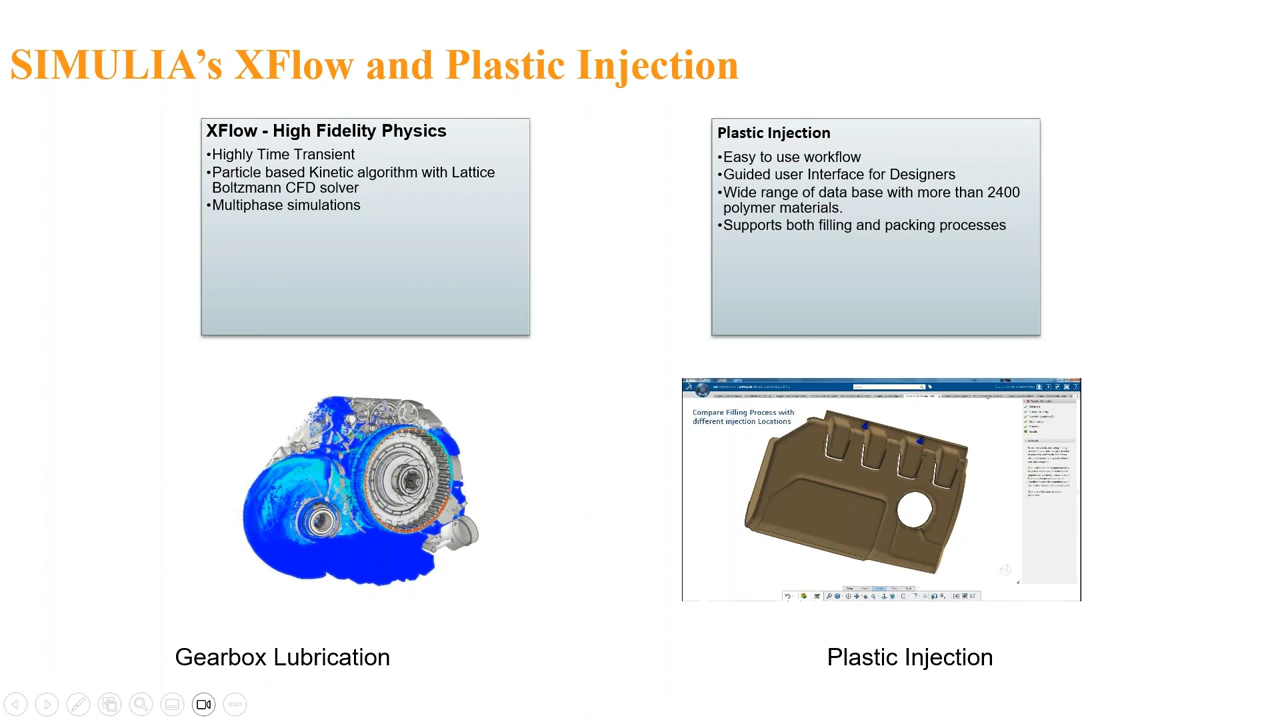 SIMULIA’s XFlow and Plastic Injection
XFlow - High Fidelity Physics
•Highly Time Transient
•Particle based Kinetic algorithm with Lattice
Boltzmann CFD solver
•Multiphase simulations
Plastic Injection
•Easy to use workflow
•Guided user Interface for Designers
•Wide range of data base with more than 2400
polymer materials.
•Supports both filling and packing processes
Compare Filling Process with
different injection Locations
Gearbox Lubrication
Plastic Injection